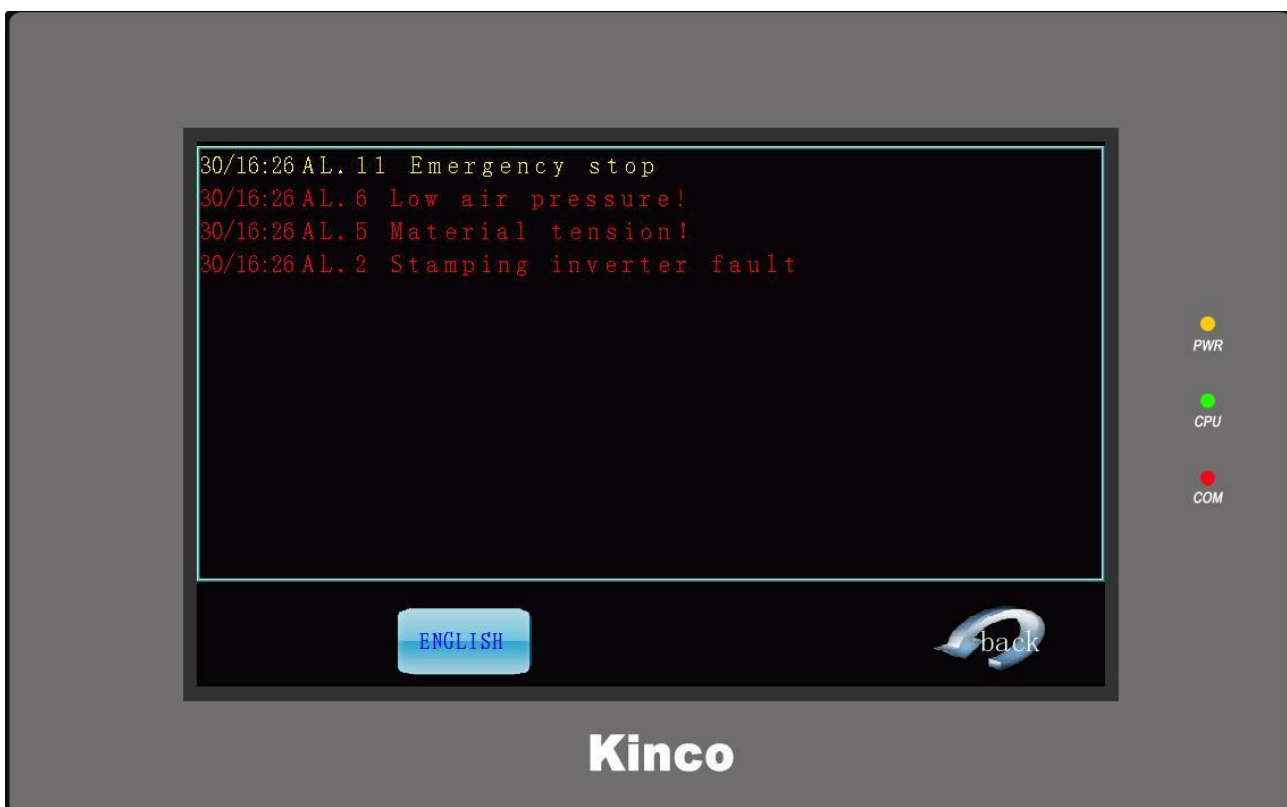 30/16:26 AL.11 Emergency stop
30/16:26 AL.6 Low air pressure!
30/16:26 AL.5 Material tension!
30/16:26 AL.2 Stamping inverter fault
PWR
CPU
COM
ENGLISH
back
Kinco